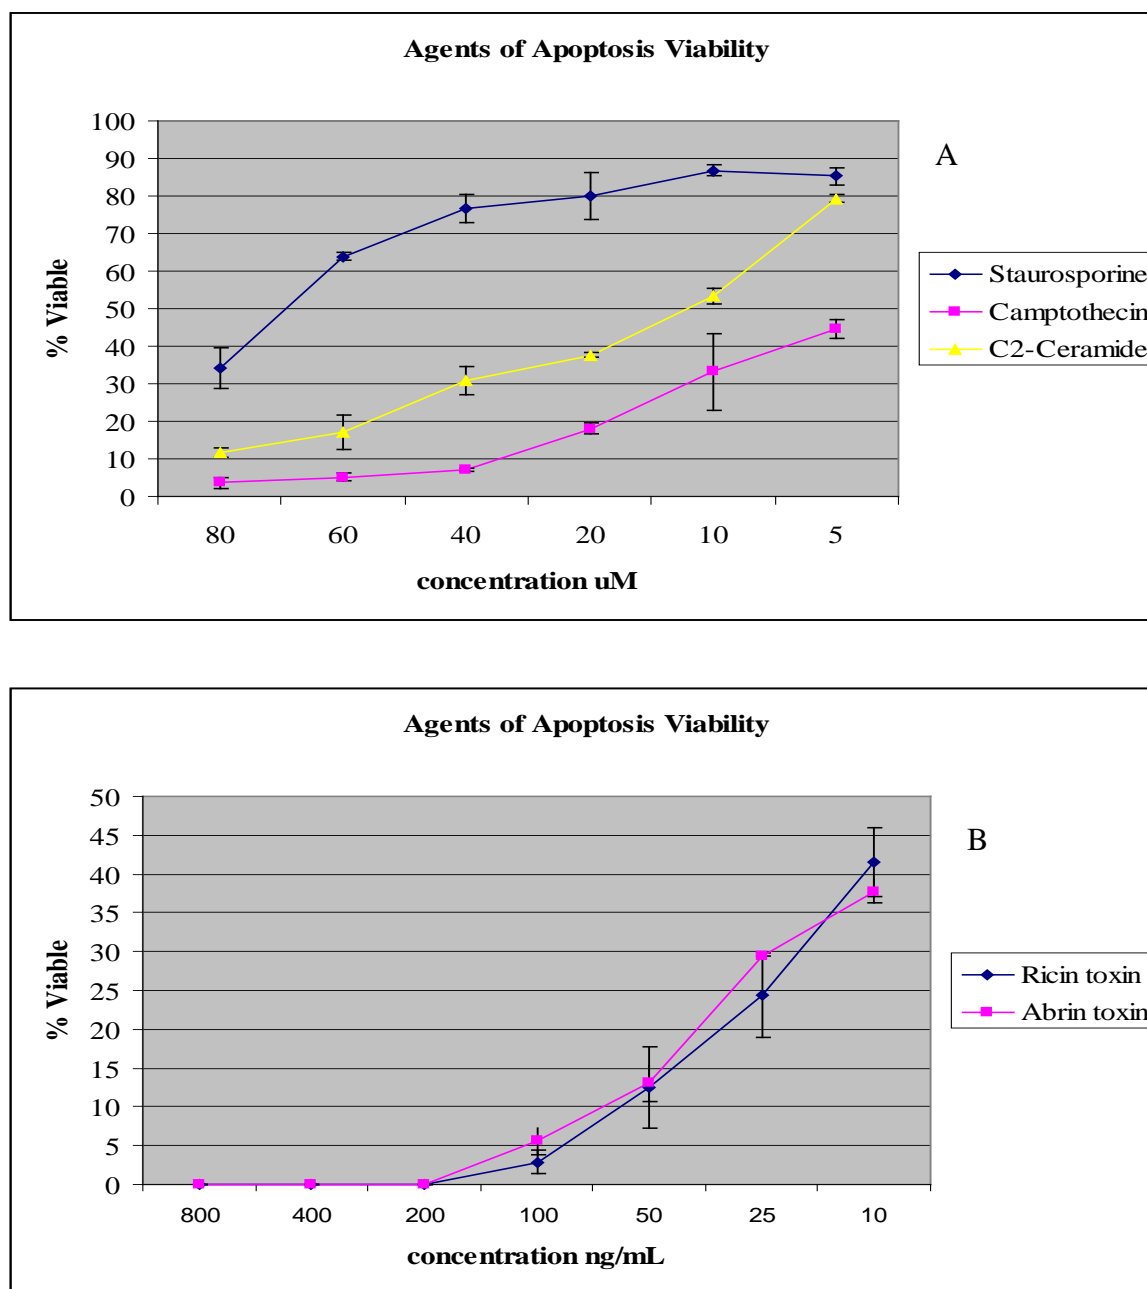 Agents of Apoptosis Viability
A
100
90
80
70
60
50
40
30
20
10
0
% Viable
80 60 40 20 10 5
concentration uM
Staurosporine
Camptothecin
C2-Ceramide
Agents of Apoptosis Viability
B
50
45
40
35
30
25
20
15
10
5
0
% Viable
800 400 200 100 50 25 10
concentration ng/mL
Ricin toxin
Abrin toxin